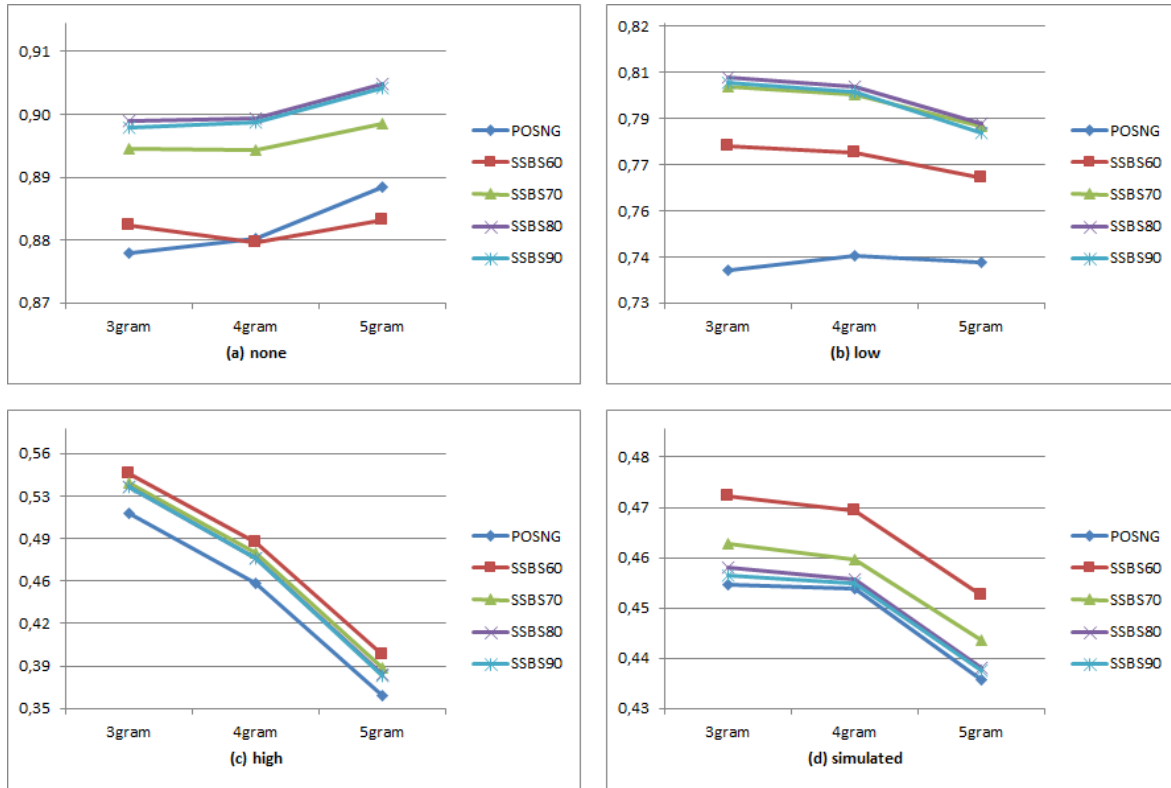 0,91
0,90
0,89
0,88
0,87
3gram 4gram 5gram
(a) none
POSNG
SSBS60
SSBS70
SSBS80
SSBS90
0,82
0,81
0,79
0,77
0,76
0,74
0,73
3gram 4gram 5gram
(b) low
POSNG
SSBS60
SSBS70
SSBS80
SSBS90
0,56
0,53
0,49
0,46
0,42
0,39
0,35
3gram 4gram 5gram
(c) high
POSNG
SSBS60
SSBS70
SSBS80
SSBS90
0,48
0,47
0,46
0,45
0,44
0,43
3gram 4gram 5gram
(d) simulated
POSNG
SSBS60
SSBS70
SSBS80
SSBS90